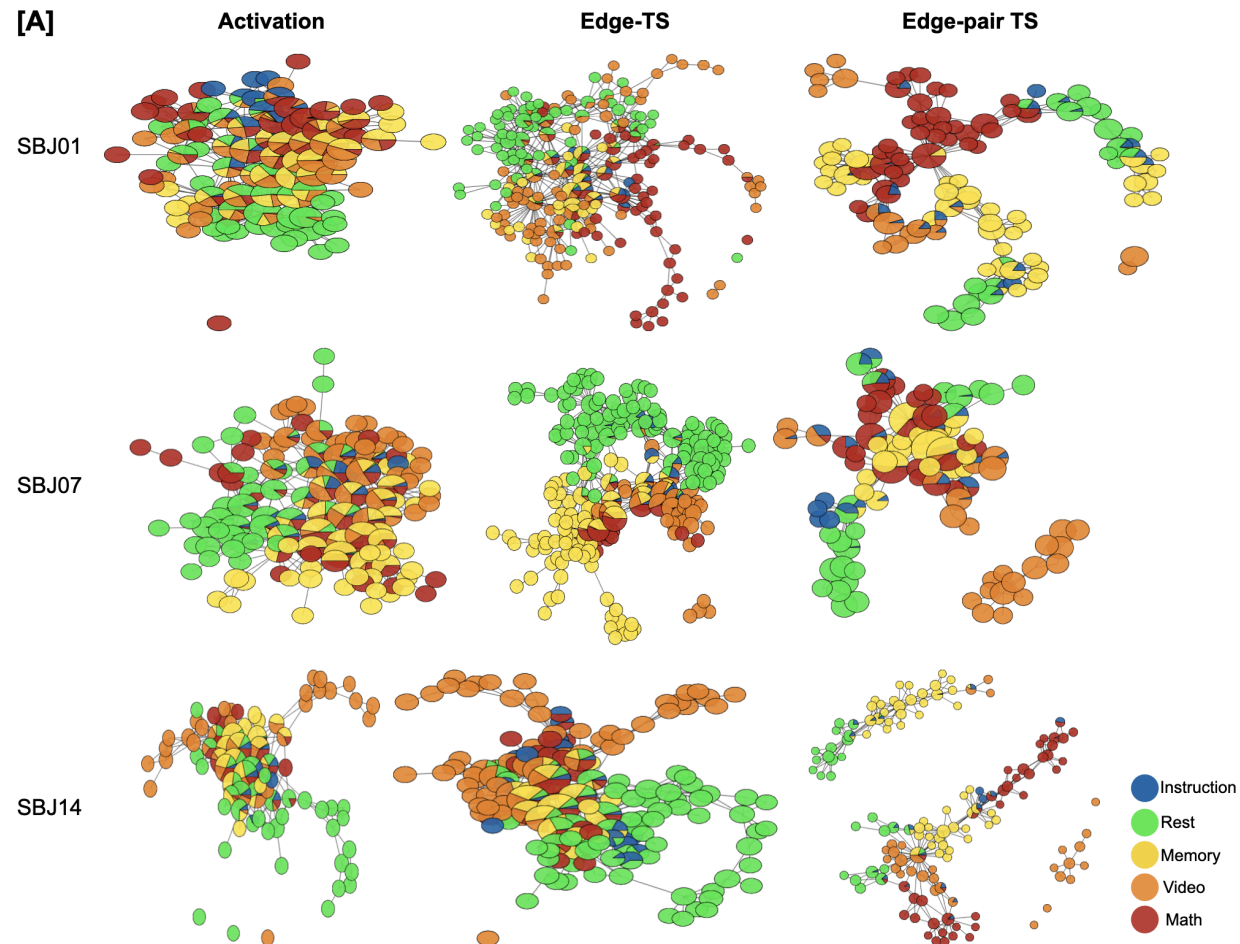 [A]
Activation
Edge-TS
Edge-pair TS
SBJ01
SBJ07
SBJ14
Instruction
Rest
Memory
Video
Math